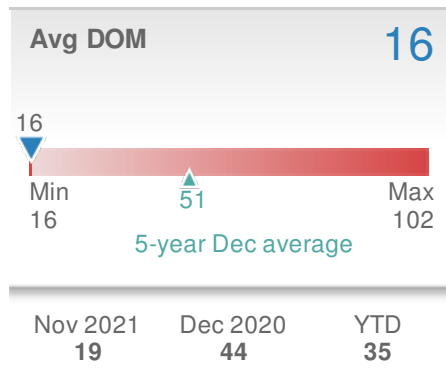 Avg DOM 16
16
Min Max
16 51 102
5-year Dec average
Nov 2021 Dec 2020 YTD
19 44 35